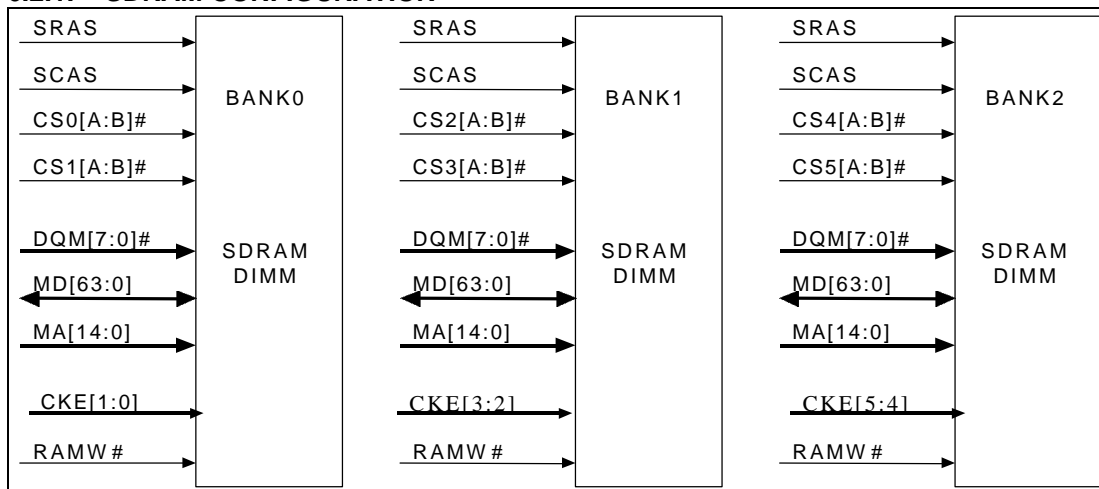 SRAS
SCAS
CS0[A:B]#
CS1[A:B]#
DQM[7:0]#
MD[63:0]
MA[14:0]
CKE[1:0]
RAMW#
BANK0
SDRAM
DIMM
SRAS
SCAS
CS2[A:B]#
CS3[A:B]#
DQM[7:0]#
MD[63:0]
MA[14:0]
CKE[3:2]
RAMW#
BANK1
SDRAM
DIMM
SRAS
SCAS
CS4[A:B]#
CS5[A:B]#
DQM[7:0]#
MD[63:0]
MA[14:0]
CKE[5:4]
RAMW#
BANK2
SDRAM
DIMM